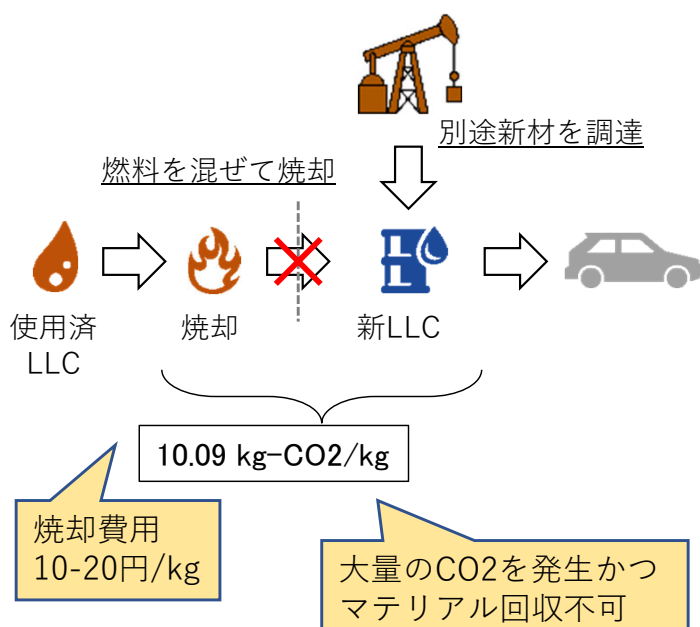 別途新材を調達
燃料を混ぜて焼却
使用済
LLC
焼却
新LLC
10.09 kg-CO2/kg
焼却費用
10-20円/kg
大量のCO2を発生かつ
マテリアル回収不可